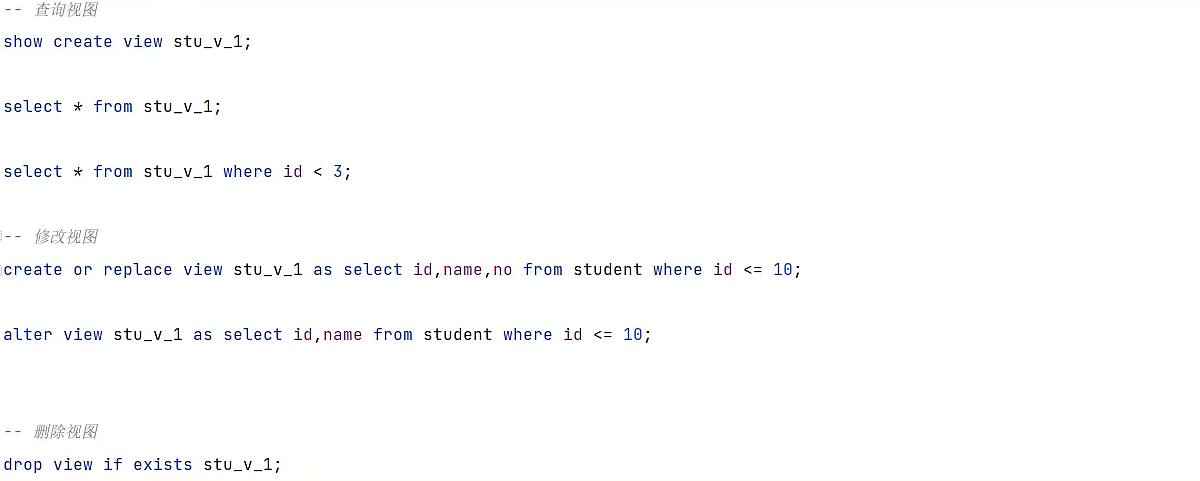 -- 查询视图
show create view stu_v_1;
select * from stu_v_1;
select * from stu_v_1 where id < 3;
-- 修改视图
create or replace view stu_v_1 as select id,name,no from student where id <= 10;
alter view stu_v_1 as select id,name from student where id <= 10;
-- 删除视图
drop view if exists stu_v_1;